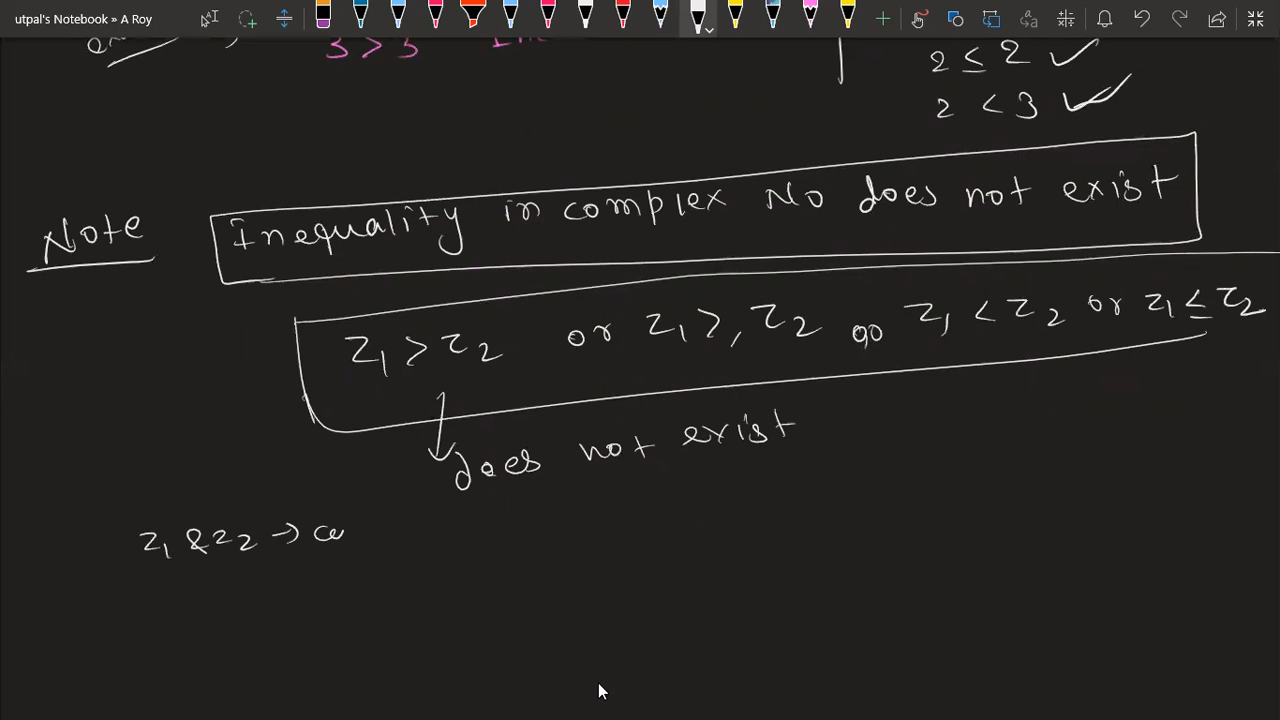 utpal's Notebook » A Roy
3 > 3
2 ≤ 2 ✓
2 < 3 ✓
Note
Inequality in complex No does not exist
Z₁ > Z₂ or Z₁ >, Z₂ Z₁ < Z₂ or Z₁ ≤ Z₂
does not exist
Z₁ & Z₂ → co